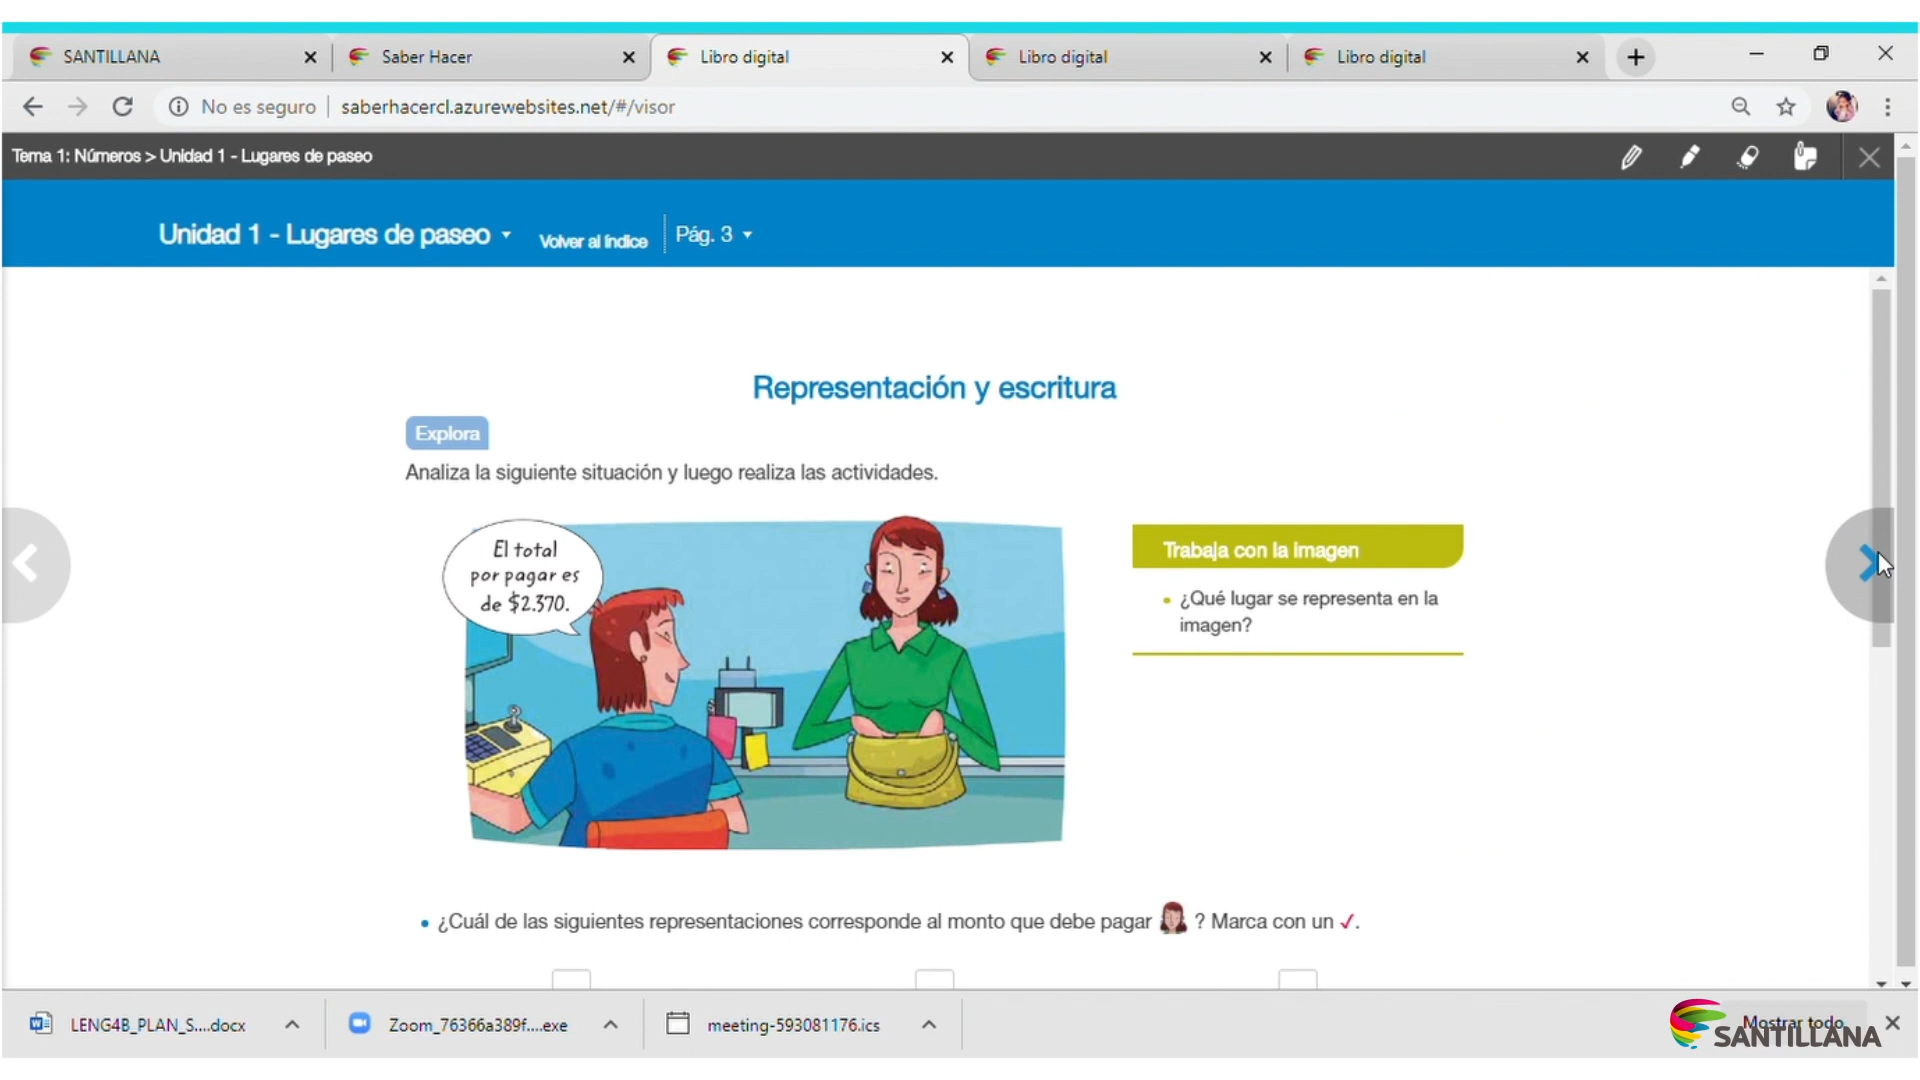 SANTILLANA
Saber Hacer
Libro digital
Libro digital
Libro digital
No es seguro
saberhacercl.azurewebsites.net/#/visor
Tema 1: Números > Unidad 1 - Lugares de paseo
Unidad 1 - Lugares de paseo
Volver al índice
Pág. 3
Representación y escritura
Explora
Analiza la siguiente situación y luego realiza las actividades.
El total
por pagar es
de $2.370.
Trabaja con la imagen
• ¿Qué lugar se representa en la
imagen?
• ¿Cuál de las siguientes representaciones corresponde al monto que debe pagar ? Marca con un ✓.
LENG4B_PLAN_S....docx
Zoom_76366a389f....exe
meeting-593081176.ics
Mostrar todo
SANTILLANA